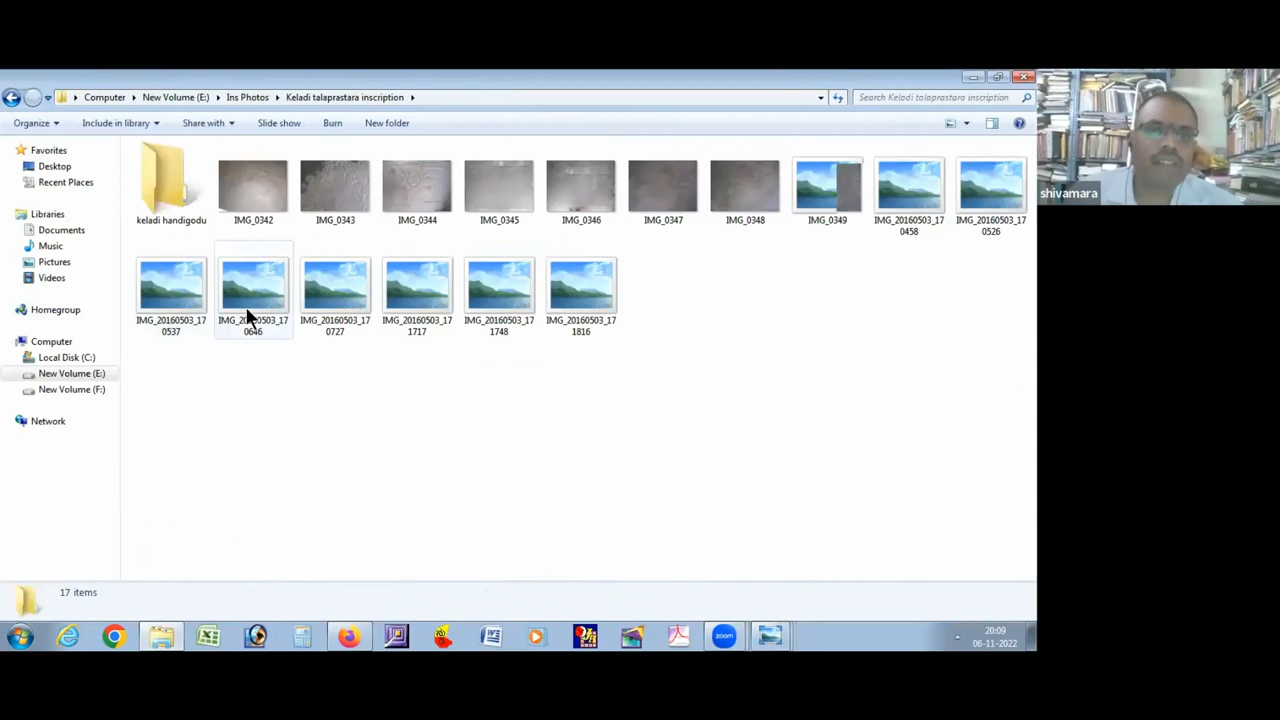 Computer ▸ New Volume (E:) ▸ Ins Photos ▸ Keladi talaprastara inscription ▸
Search Keladi talaprastara inscription
Organize
Include in library
Share with
Slide show
Burn
New folder
Favorites
Desktop
Recent Places
Libraries
Documents
Music
Pictures
Videos
Homegroup
Computer
Local Disk (C:)
New Volume (E:)
New Volume (F:)
Network
keladi handigodu
IMG_0342
IMG_0343
IMG_0344
IMG_0345
IMG_0346
IMG_0347
IMG_0348
IMG_0349
IMG_20160503_17
0458
IMG_20160503_17
0526
IMG_20160503_17
0537
IMG_20160503_17
0646
IMG_20160503_17
0727
IMG_20160503_17
1717
IMG_20160503_17
1748
IMG_20160503_17
1816
17 items
zoom
20:09
06-11-2022
shivamara